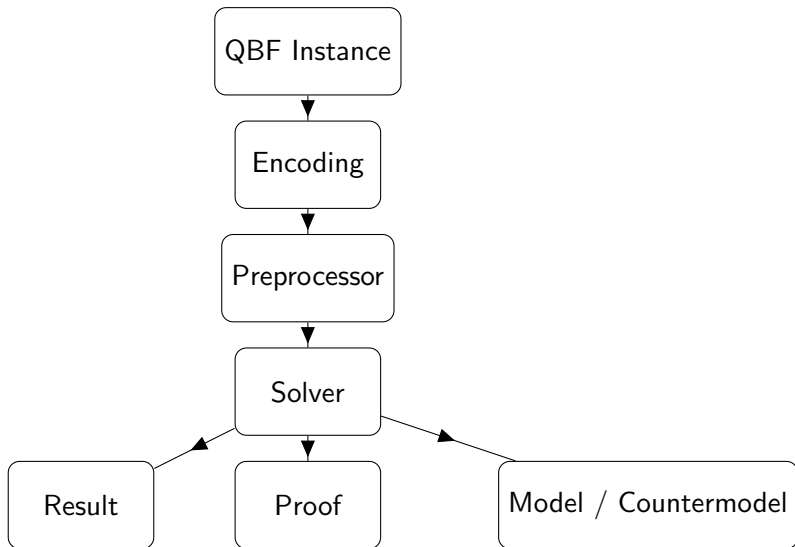 QBF Instance
Encoding
Preprocessor
Solver
Result
Proof
Model / Countermodel